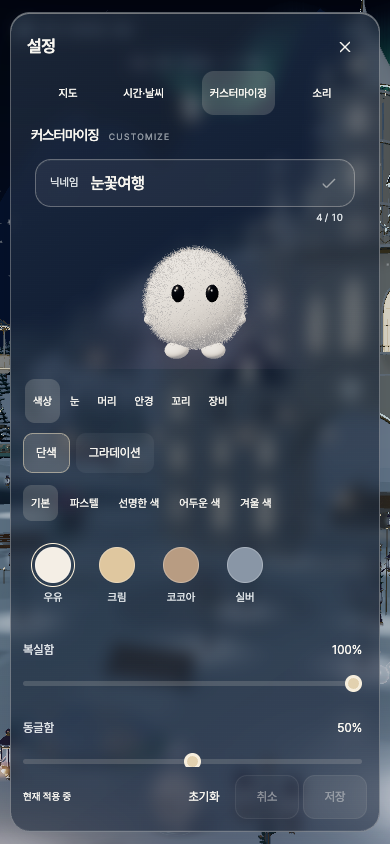 설정
지도 시간·날씨 커스터마이징 소리
커스터마이징 CUSTOMIZE
닉네임 눈꽃여행
4 / 10
색상 눈 머리 안경 꼬리 장비
단색 그라데이션
기본 파스텔 선명한 색 어두운 색 겨울 색
우유 크림 코코아 실버
복실함 100%
동글함 50%
현재 적용 중 초기화 취소 저장